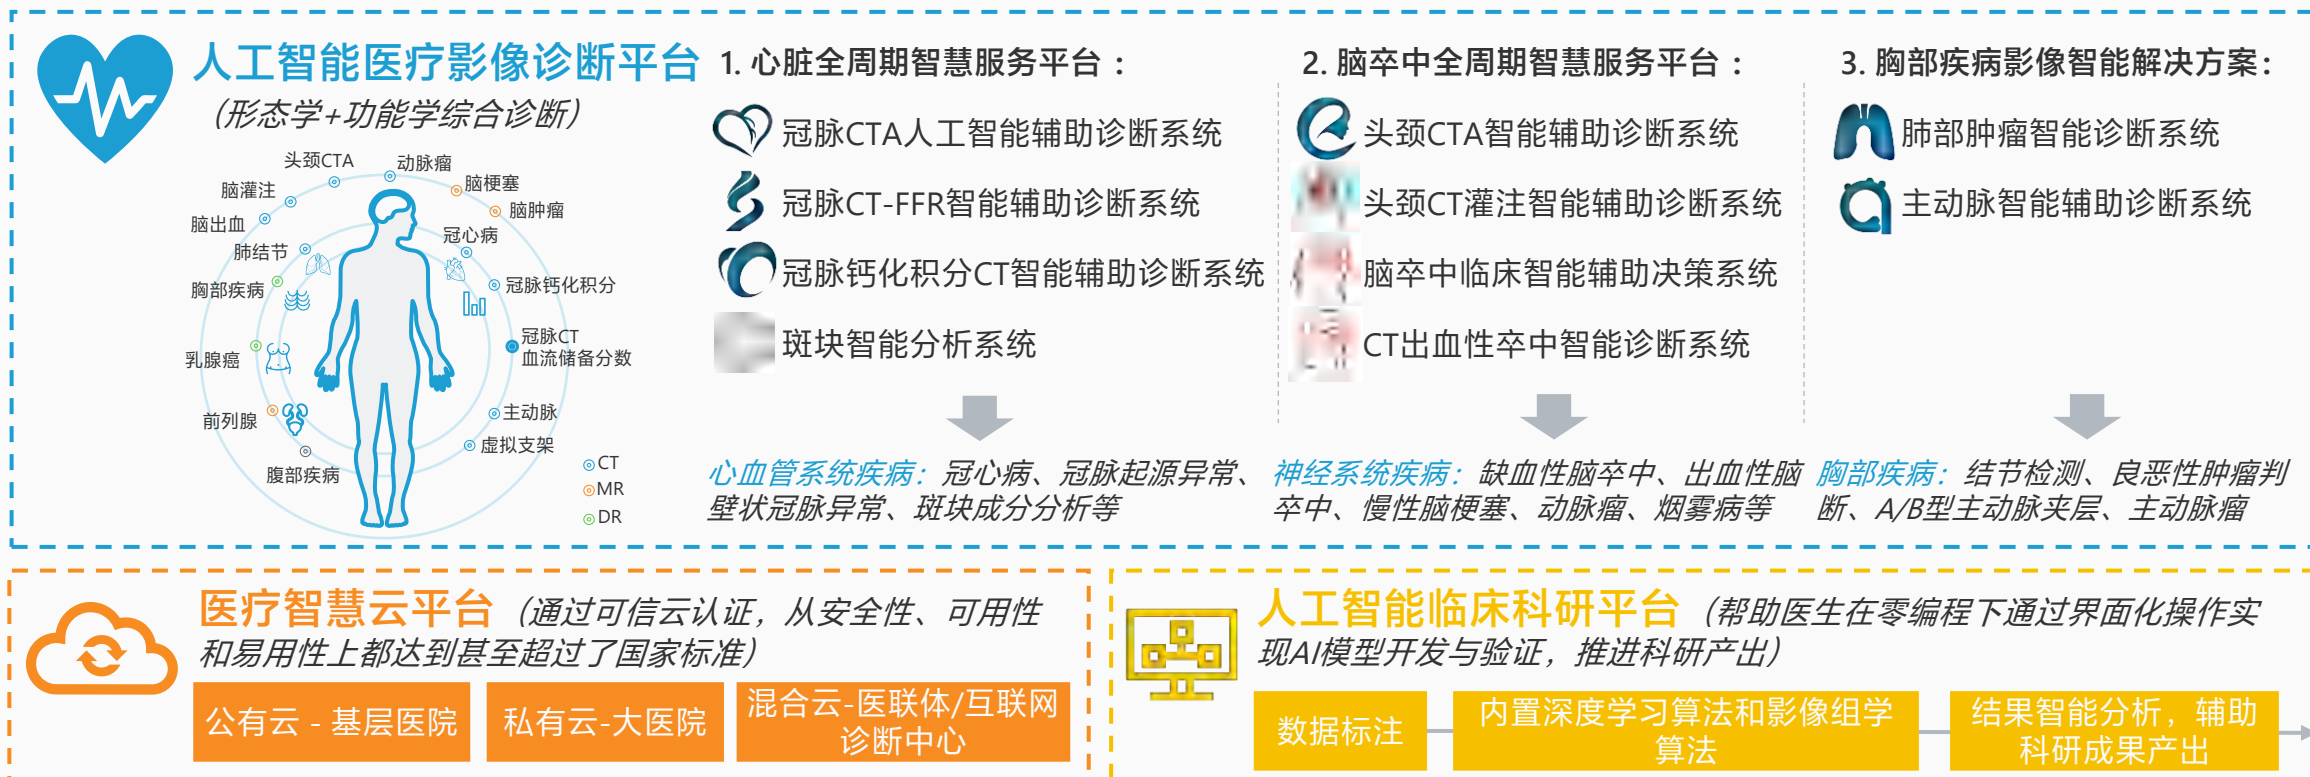 人工智能医疗影像诊断平台
（形态学+功能学综合诊断）
头颈CTA
动脉瘤
脑灌注
脑梗塞
脑出血
脑肿瘤
肺结节
冠心病
胸部疾病
冠脉钙化积分
冠脉CT
血流储备分数
乳腺癌
前列腺
主动脉
虚拟支架
腹部疾病
CT
MR
DR
1. 心脏全周期智慧服务平台：
冠脉CTA人工智能辅助诊断系统
冠脉CT-FFR智能辅助诊断系统
冠脉钙化积分CT智能辅助诊断系统
斑块智能分析系统
心血管系统疾病：冠心病、冠脉起源异常、
壁状冠脉异常、斑块成分分析等
2. 脑卒中全周期智慧服务平台：
头颈CTA智能辅助诊断系统
头颈CT灌注智能辅助诊断系统
脑卒中临床智能辅助决策系统
CT出血性卒中智能诊断系统
神经系统疾病：缺血性脑卒中、出血性脑
卒中、慢性脑梗塞、动脉瘤、烟雾病等
3. 胸部疾病影像智能解决方案：
肺部肿瘤智能诊断系统
主动脉智能辅助诊断系统
胸部疾病：结节检测、良恶性肿瘤判
断、A/B型主动脉夹层、主动脉瘤
医疗智慧云平台（通过可信云认证，从安全性、可用性
和易用性上都达到甚至超过了国家标准）
公有云 - 基层医院
私有云-大医院
混合云-医联体/互联网
诊断中心
人工智能临床科研平台（帮助医生在零编程下通过界面化操作实
现AI模型开发与验证，推进科研产出）
数据标注
内置深度学习算法和影像组学
算法
结果智能分析，辅助
科研成果产出